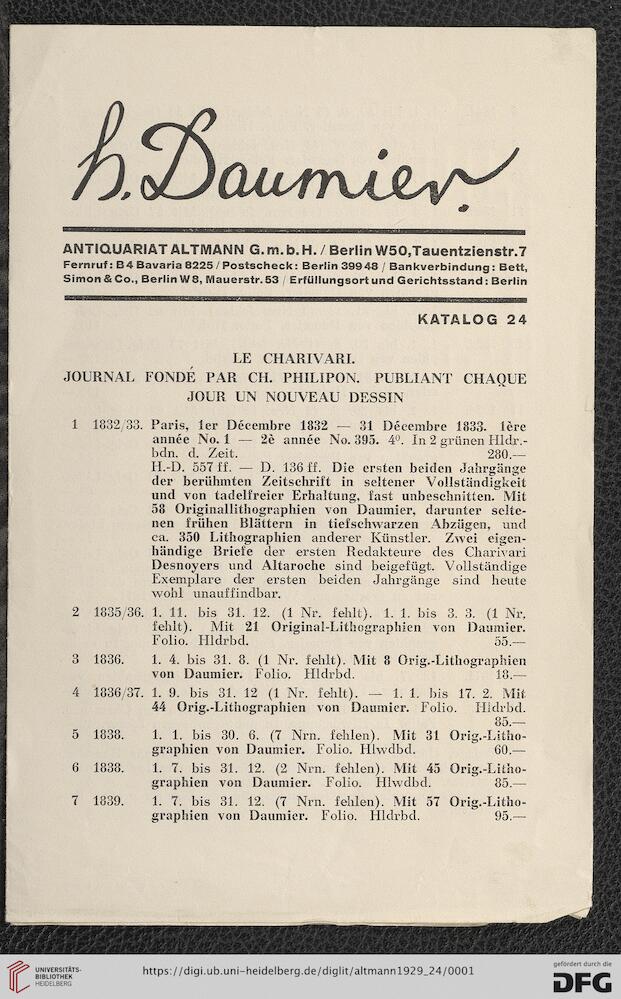 h. Daumier.
ANTIQUARIAT ALTMANN G.m.b.H. / Berlin W50, Tauentzienstr. 7
Fernruf: B 4 Bavaria 8225 / Postscheck: Berlin 399 48 / Bankverbindung: Bett,
Simon & Co., Berlin W 8, Mauerstr. 53 / Erfüllungsort und Gerichtsstand: Berlin
KATALOG 24
LE CHARIVARI.
JOURNAL FONDÉ PAR CH. PHILIPON. PUBLIANT CHAQUE
JOUR UN NOUVEAU DESSIN
1 1832/33. Paris, 1er Décembre 1832 — 31 Décembre 1833. 1ère
année No. 1 — 2è année No. 395. 4⁰. In 2 grünen Hldr.-
bdn. d. Zeit. 280.—
H.-D. 557 ff. — D. 136 ff. Die ersten beiden Jahrgänge
der berühmten Zeitschrift in seltener Vollständigkeit
und von tadelfreier Erhaltung, fast unbeschnitten. Mit
58 Originallithographien von Daumier, darunter selte-
nen frühen Blättern in tiefschwarzen Abzügen, und
ca. 350 Lithographien anderer Künstler. Zwei eigen-
händige Briefe der ersten Redakteure des Charivari
Desnoyers und Altaroche sind beigefügt. Vollständige
Exemplare der ersten beiden Jahrgänge sind heute
wohl unauffindbar.
2 1835/36. 1. 11. bis 31. 12. (1 Nr. fehlt). 1. 1. bis 3. 3. (1 Nr.
fehlt). Mit 21 Original-Lithographien von Daumier.
Folio. Hldrbd. 55.—
3 1836. 1. 4. bis 31. 8. (1 Nr. fehlt). Mit 8 Orig.-Lithographien
von Daumier. Folio. Hldrbd. 18.—
4 1836/37. 1. 9. bis 31. 12 (1 Nr. fehlt). — 1. 1. bis 17. 2. Mit
44 Orig.-Lithographien von Daumier. Folio. Hldrbd.
85.—
5 1838. 1. 1. bis 30. 6. (7 Nrn. fehlen). Mit 31 Orig.-Litho-
graphien von Daumier. Folio. Hlwdbd. 60.—
6 1838. 1. 7. bis 31. 12. (2 Nrn. fehlen). Mit 45 Orig.-Litho-
graphien von Daumier. Folio. Hlwdbd. 85.—
7 1839. 1. 7. bis 31. 12. (7 Nrn. fehlen). Mit 57 Orig.-Litho-
graphien von Daumier. Folio. Hldrbd. 95.—
UNIVERSITÄTS-
BIBLIOTHEK
HEIDELBERG
https://digi.ub.uni-heidelberg.de/diglit/altmann1929_24/0001
gefördert durch die
DFG